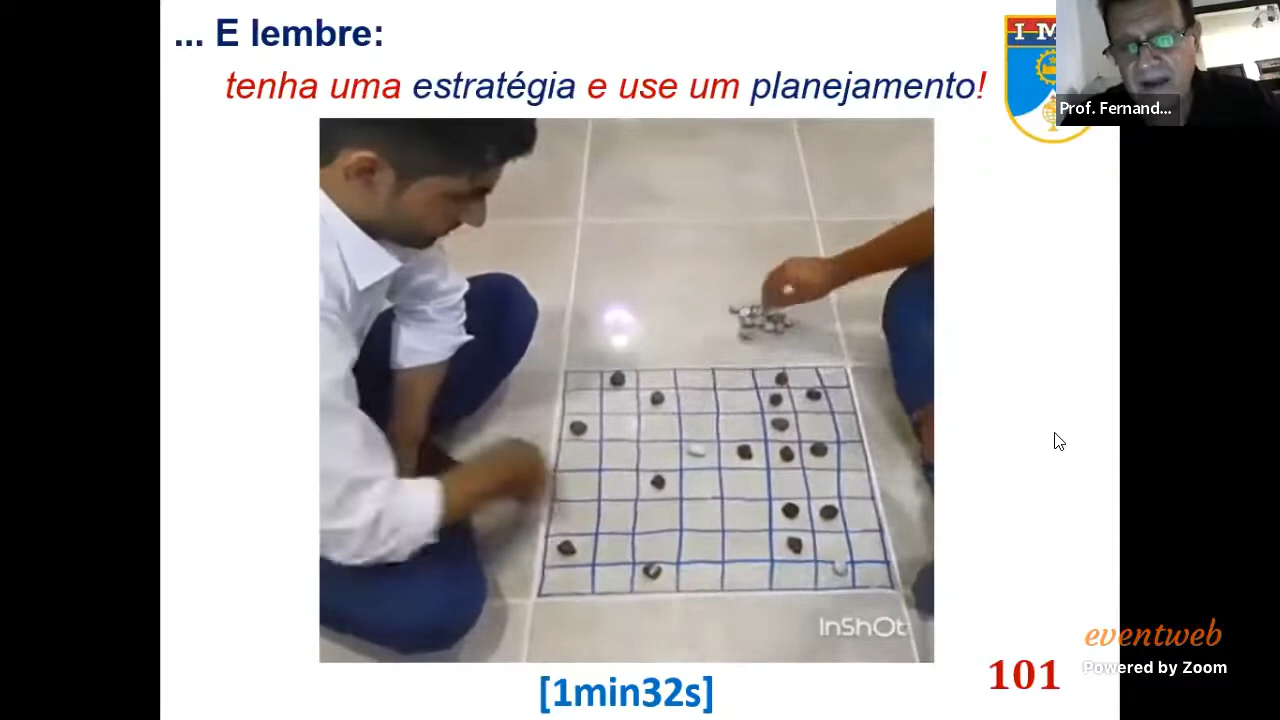 ... E lembre:
tenha uma estratégia e use um planejamento!
I M
Prof. Fernand...
InShOt
[1min32s]
101
eventweb
Powered by Zoom